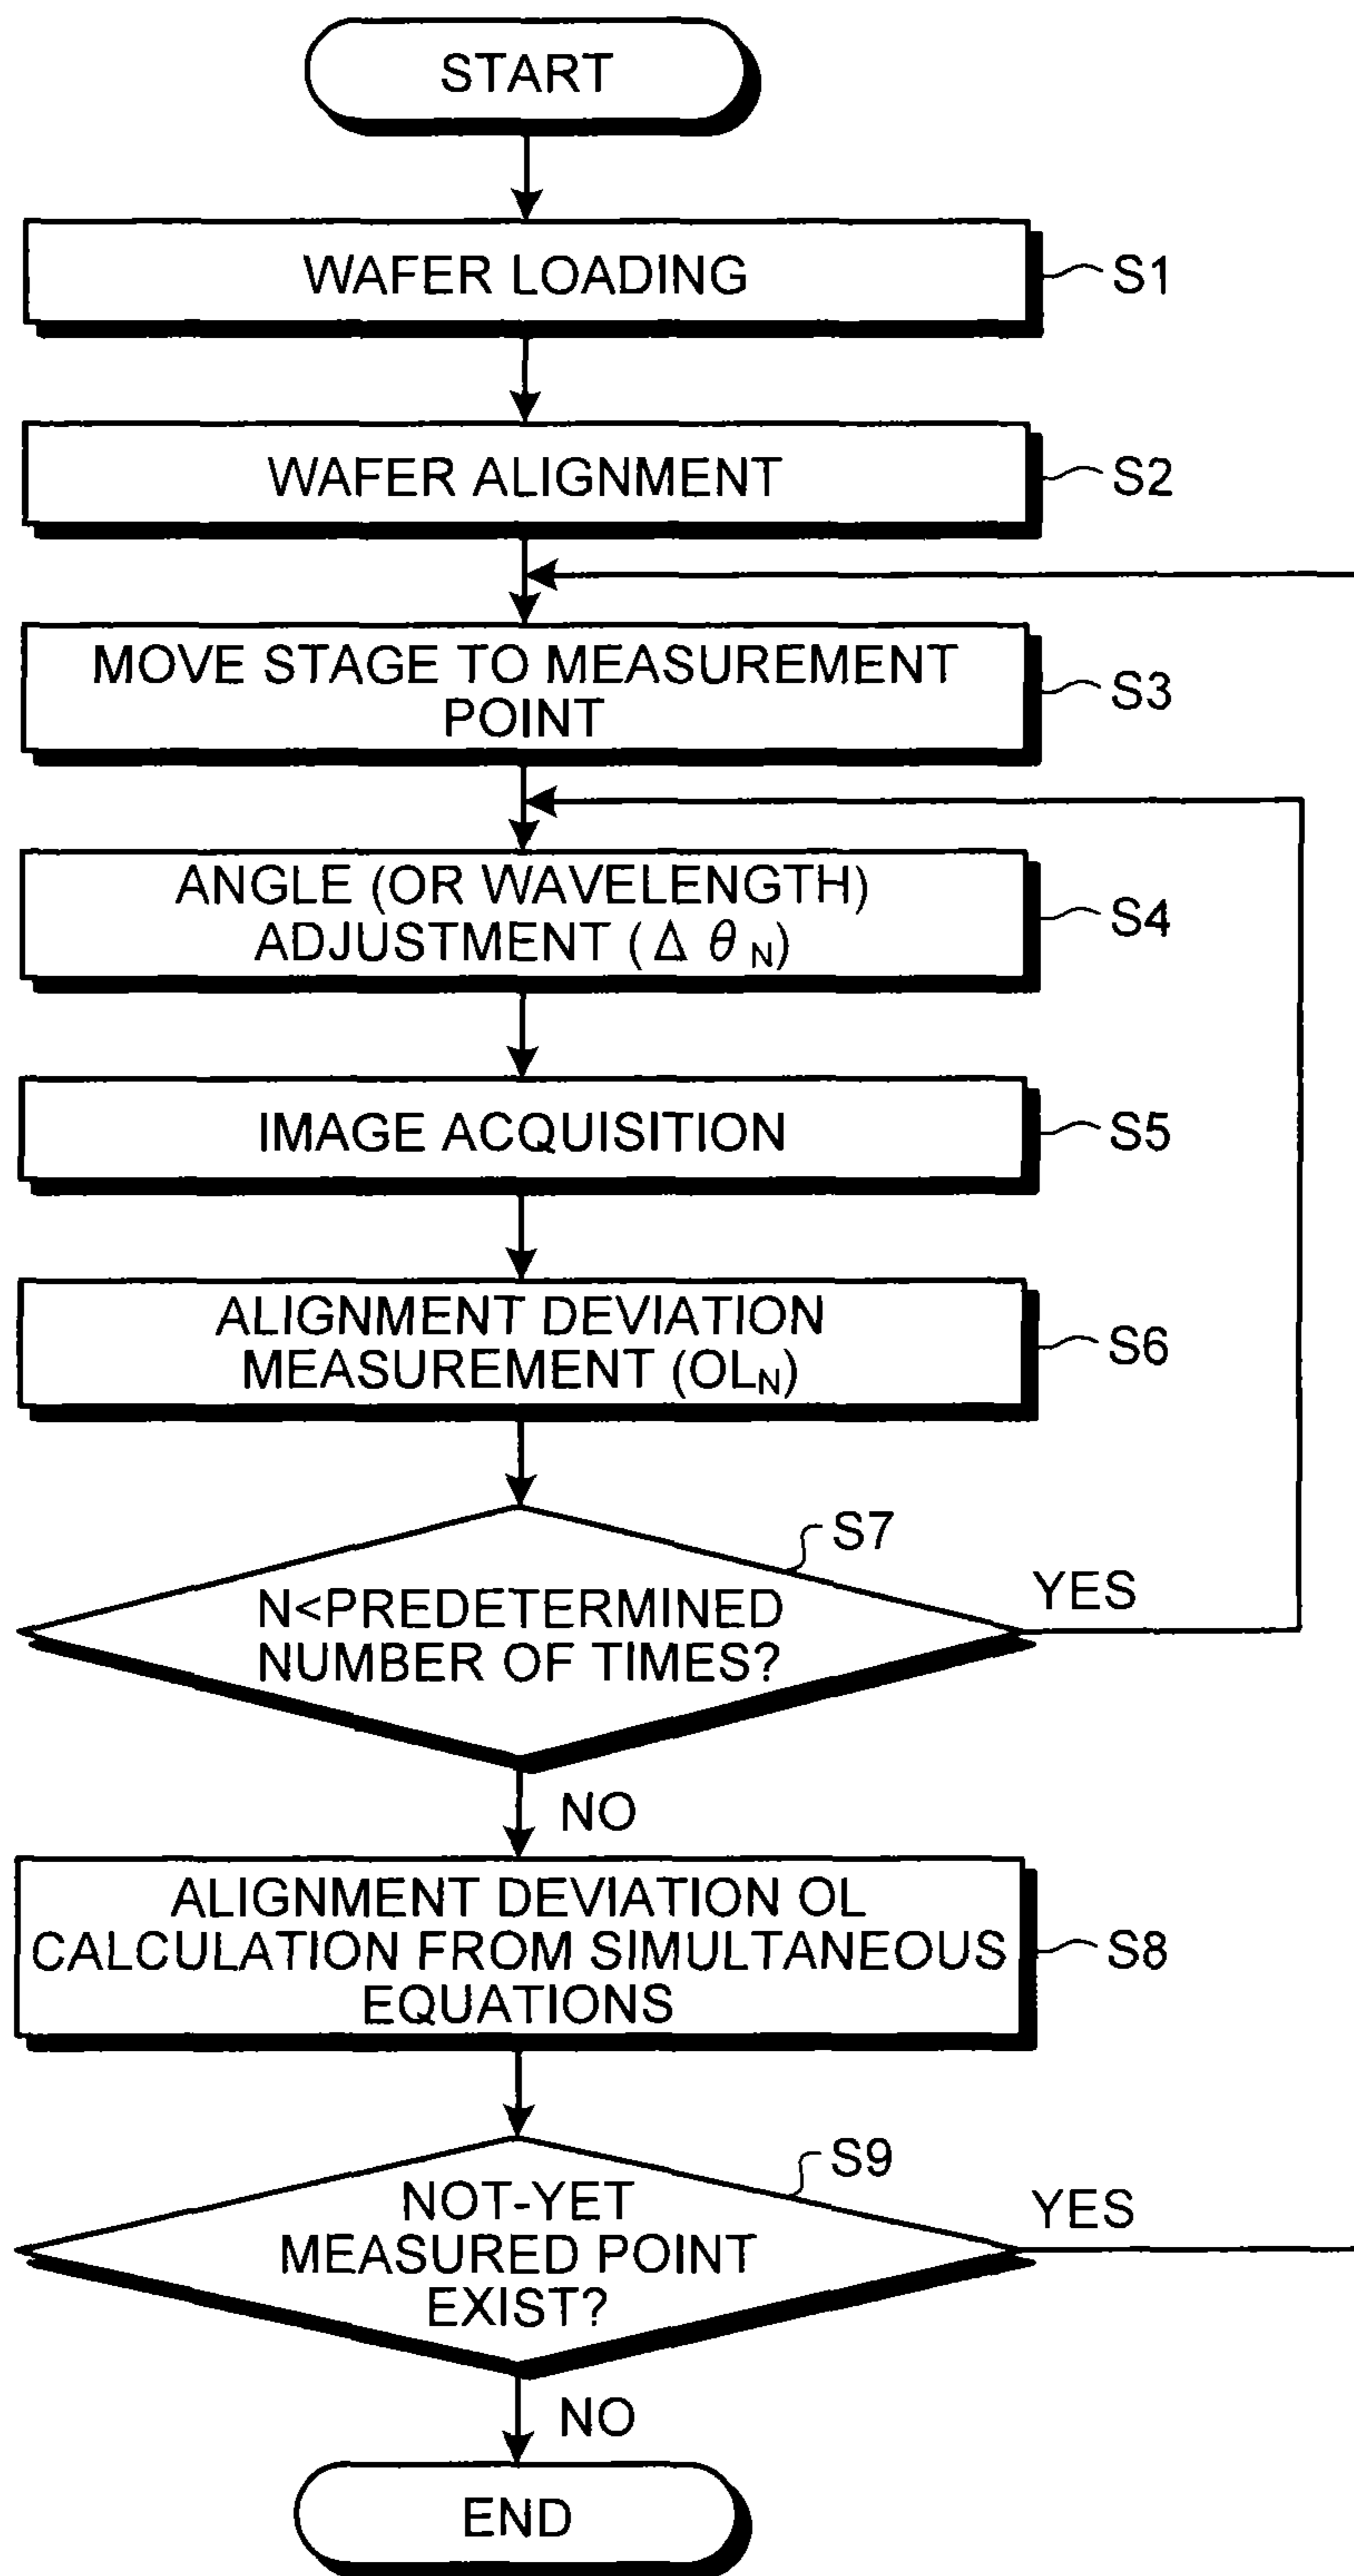 START
WAFER LOADING
S1
WAFER ALIGNMENT
S2
MOVE STAGE TO MEASUREMENT
POINT
S3
ANGLE (OR WAVELENGTH)
ADJUSTMENT (Δ θ N)
S4
IMAGE ACQUISITION
S5
ALIGNMENT DEVIATION
MEASUREMENT (OLN)
S6
S7
N<PREDETERMINED
NUMBER OF TIMES?
YES
NO
ALIGNMENT DEVIATION OL
CALCULATION FROM SIMULTANEOUS
EQUATIONS
S8
S9
NOT-YET
MEASURED POINT
EXIST?
YES
NO
END